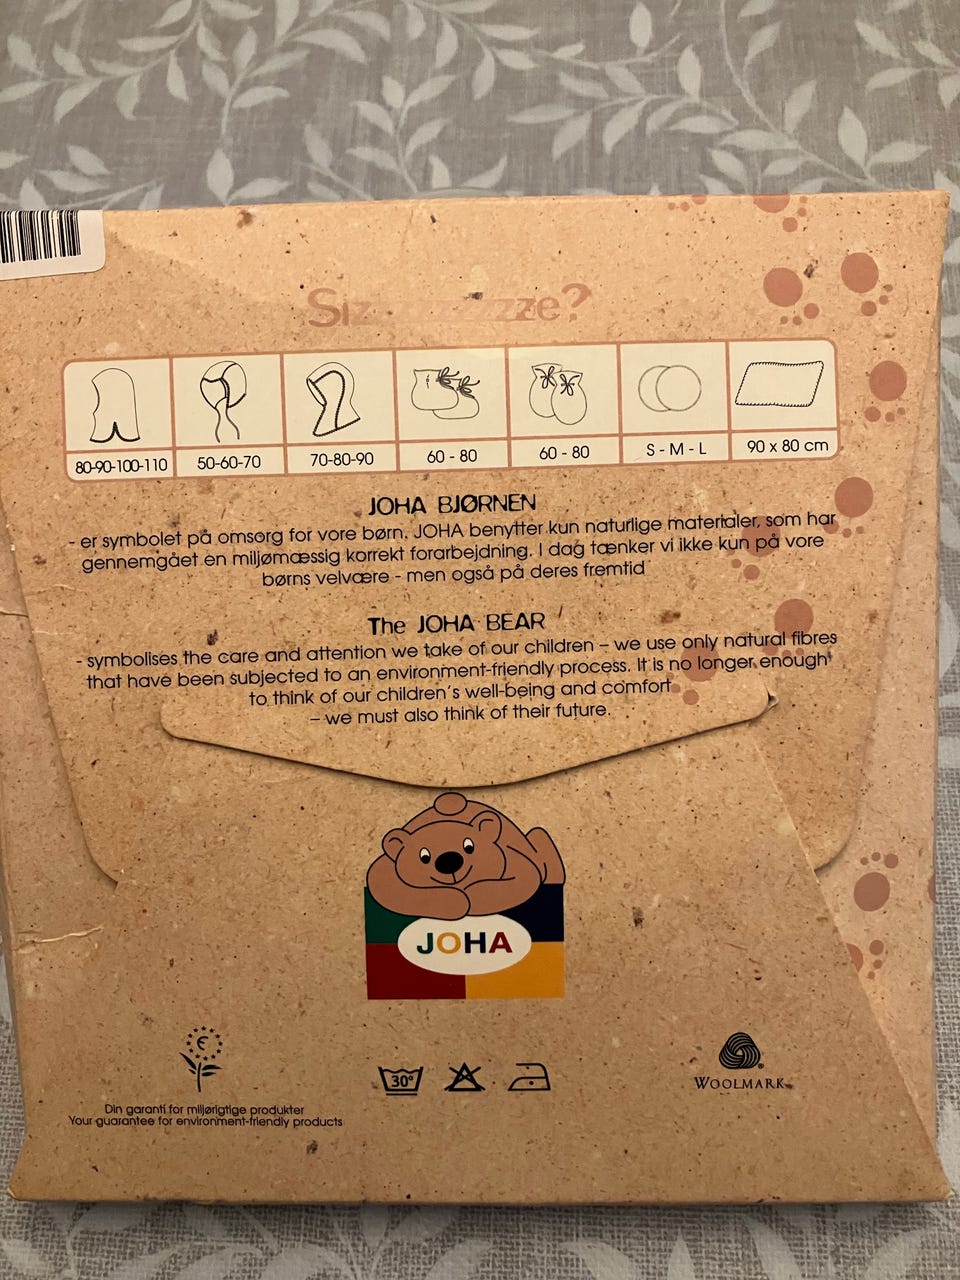 Sizzzzzzzzze?
80-90-100-110 50-60-70 70-80-90 60 - 80 60 - 80 S - M - L 90 x 80 cm
JOHA BJØRNEN
- er symbolet på omsorg for vore børn. JOHA benytter kun naturlige materialer, som har
gennemgået en miljømæssig korrekt forarbejdning. I dag tænker vi ikke kun på vore
børns velvære - men også på deres fremtid
The JOHA BEAR
- symbolises the care and attention we take of our children – we use only natural fibres
that have been subjected to an environment-friendly process. It is no longer enough
to think of our children's well-being and comfort
– we must also think of their future.
JOHA
30°
Din garanti for miljørigtige produkter
Your guarantee for environment-friendly products
WOOLMARK